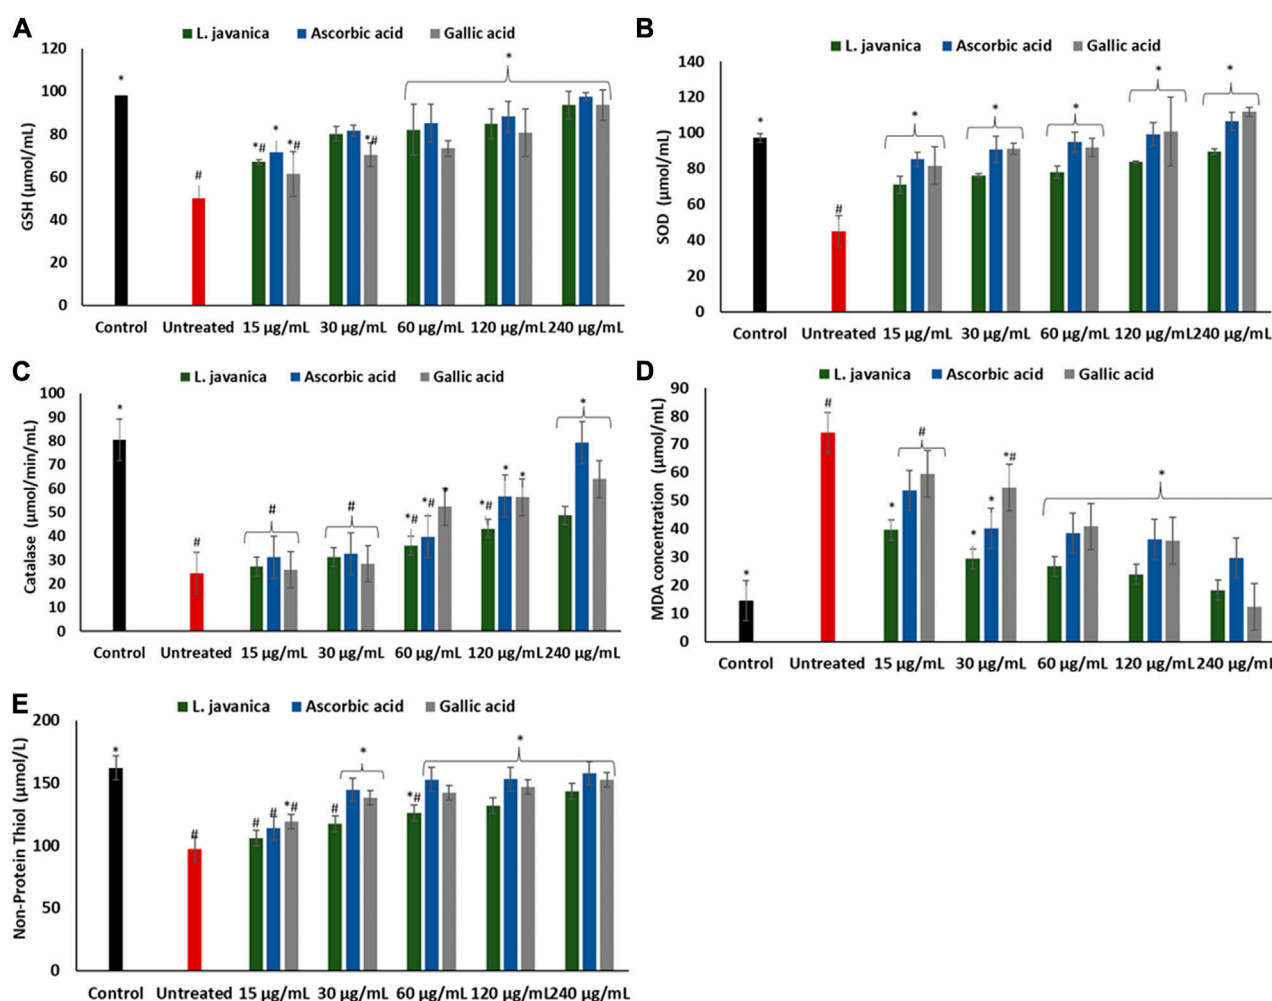 A
L. javanica Ascorbic acid Gallic acid
GSH (µmol/mL)
120
100
80
60
40
20
0
* # *# * *# *# *
Control Untreated 15 µg/mL 30 µg/mL 60 µg/mL 120 µg/mL 240 µg/mL
B
L. javanica Ascorbic acid Gallic acid
SOD (µmol/mL)
140
120
100
80
60
40
20
0
* # * * * * *
Control Untreated 15 µg/mL 30 µg/mL 60 µg/mL 120 µg/mL 240 µg/mL
C
L. javanica Ascorbic acid Gallic acid
Catalase (µmol/min/mL)
100
90
80
70
60
50
40
30
20
10
0
* # # # *# *# * *# * * *
Control Untreated 15 µg/mL 30 µg/mL 60 µg/mL 120 µg/mL 240 µg/mL
D
L. javanica Ascorbic acid Gallic acid
MDA concentration (µmol/mL)
90
80
70
60
50
40
30
20
10
0
* # * # * * *# *
Control Untreated 15 µg/mL 30 µg/mL 60 µg/mL 120 µg/mL 240 µg/mL
E
L. javanica Ascorbic acid Gallic acid
Non-Protein Thiol (µmol/L)
200
150
100
50
0
* # # # *# # * *# *
Control Untreated 15 µg/mL 30 µg/mL 60 µg/mL 120 µg/mL 240 µg/mL